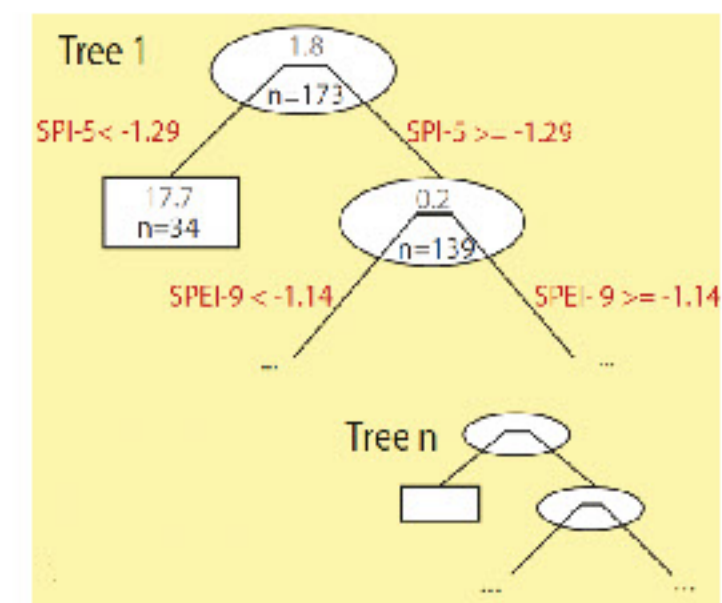 Tree 1
1.8
n=173
SPI-5< -1.29
SPI-5 >= -1.29
17.7
n=34
0.2
n=139
SPEI-9 < -1.14
SPEI- 9 >= -1.14
...
...
Tree n
...
...